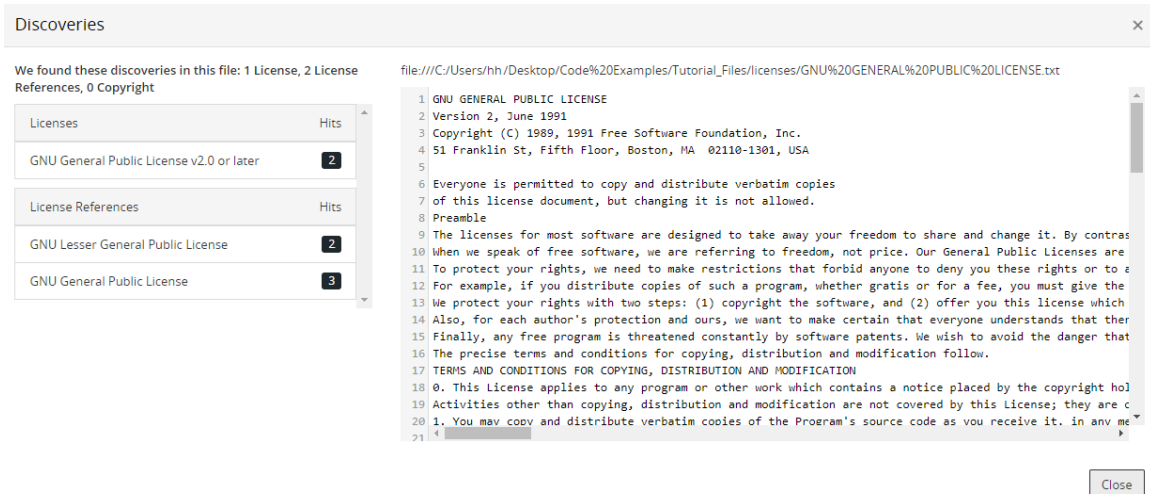 Discoveries
×
We found these discoveries in this file: 1 License, 2 License
References, 0 Copyright
Licenses Hits
GNU General Public License v2.0 or later 2
License References Hits
GNU Lesser General Public License 2
GNU General Public License 3
file:///C:/Users/hh/Desktop/Code%20Examples/Tutorial_Files/licenses/GNU%20GENERAL%20PUBLIC%20LICENSE.txt
1 GNU GENERAL PUBLIC LICENSE
2 Version 2, June 1991
3 Copyright (C) 1989, 1991 Free Software Foundation, Inc.
4 51 Franklin St, Fifth Floor, Boston, MA  02110-1301, USA
5
6 Everyone is permitted to copy and distribute verbatim copies
7 of this license document, but changing it is not allowed.
8 Preamble
9 The licenses for most software are designed to take away your freedom to share and change it. By contras
10 When we speak of free software, we are referring to freedom, not price. Our General Public Licenses are
11 To protect your rights, we need to make restrictions that forbid anyone to deny you these rights or to a
12 For example, if you distribute copies of such a program, whether gratis or for a fee, you must give the
13 We protect your rights with two steps: (1) copyright the software, and (2) offer you this license which
14 Also, for each author's protection and ours, we want to make certain that everyone understands that ther
15 Finally, any free program is threatened constantly by software patents. We wish to avoid the danger that
16 The precise terms and conditions for copying, distribution and modification follow.
17 TERMS AND CONDITIONS FOR COPYING, DISTRIBUTION AND MODIFICATION
18 0. This License applies to any program or other work which contains a notice placed by the copyright hol
19 Activities other than copying, distribution and modification are not covered by this License; they are o
20 1. You may copy and distribute verbatim copies of the Program's source code as you receive it, in any me
21
Close